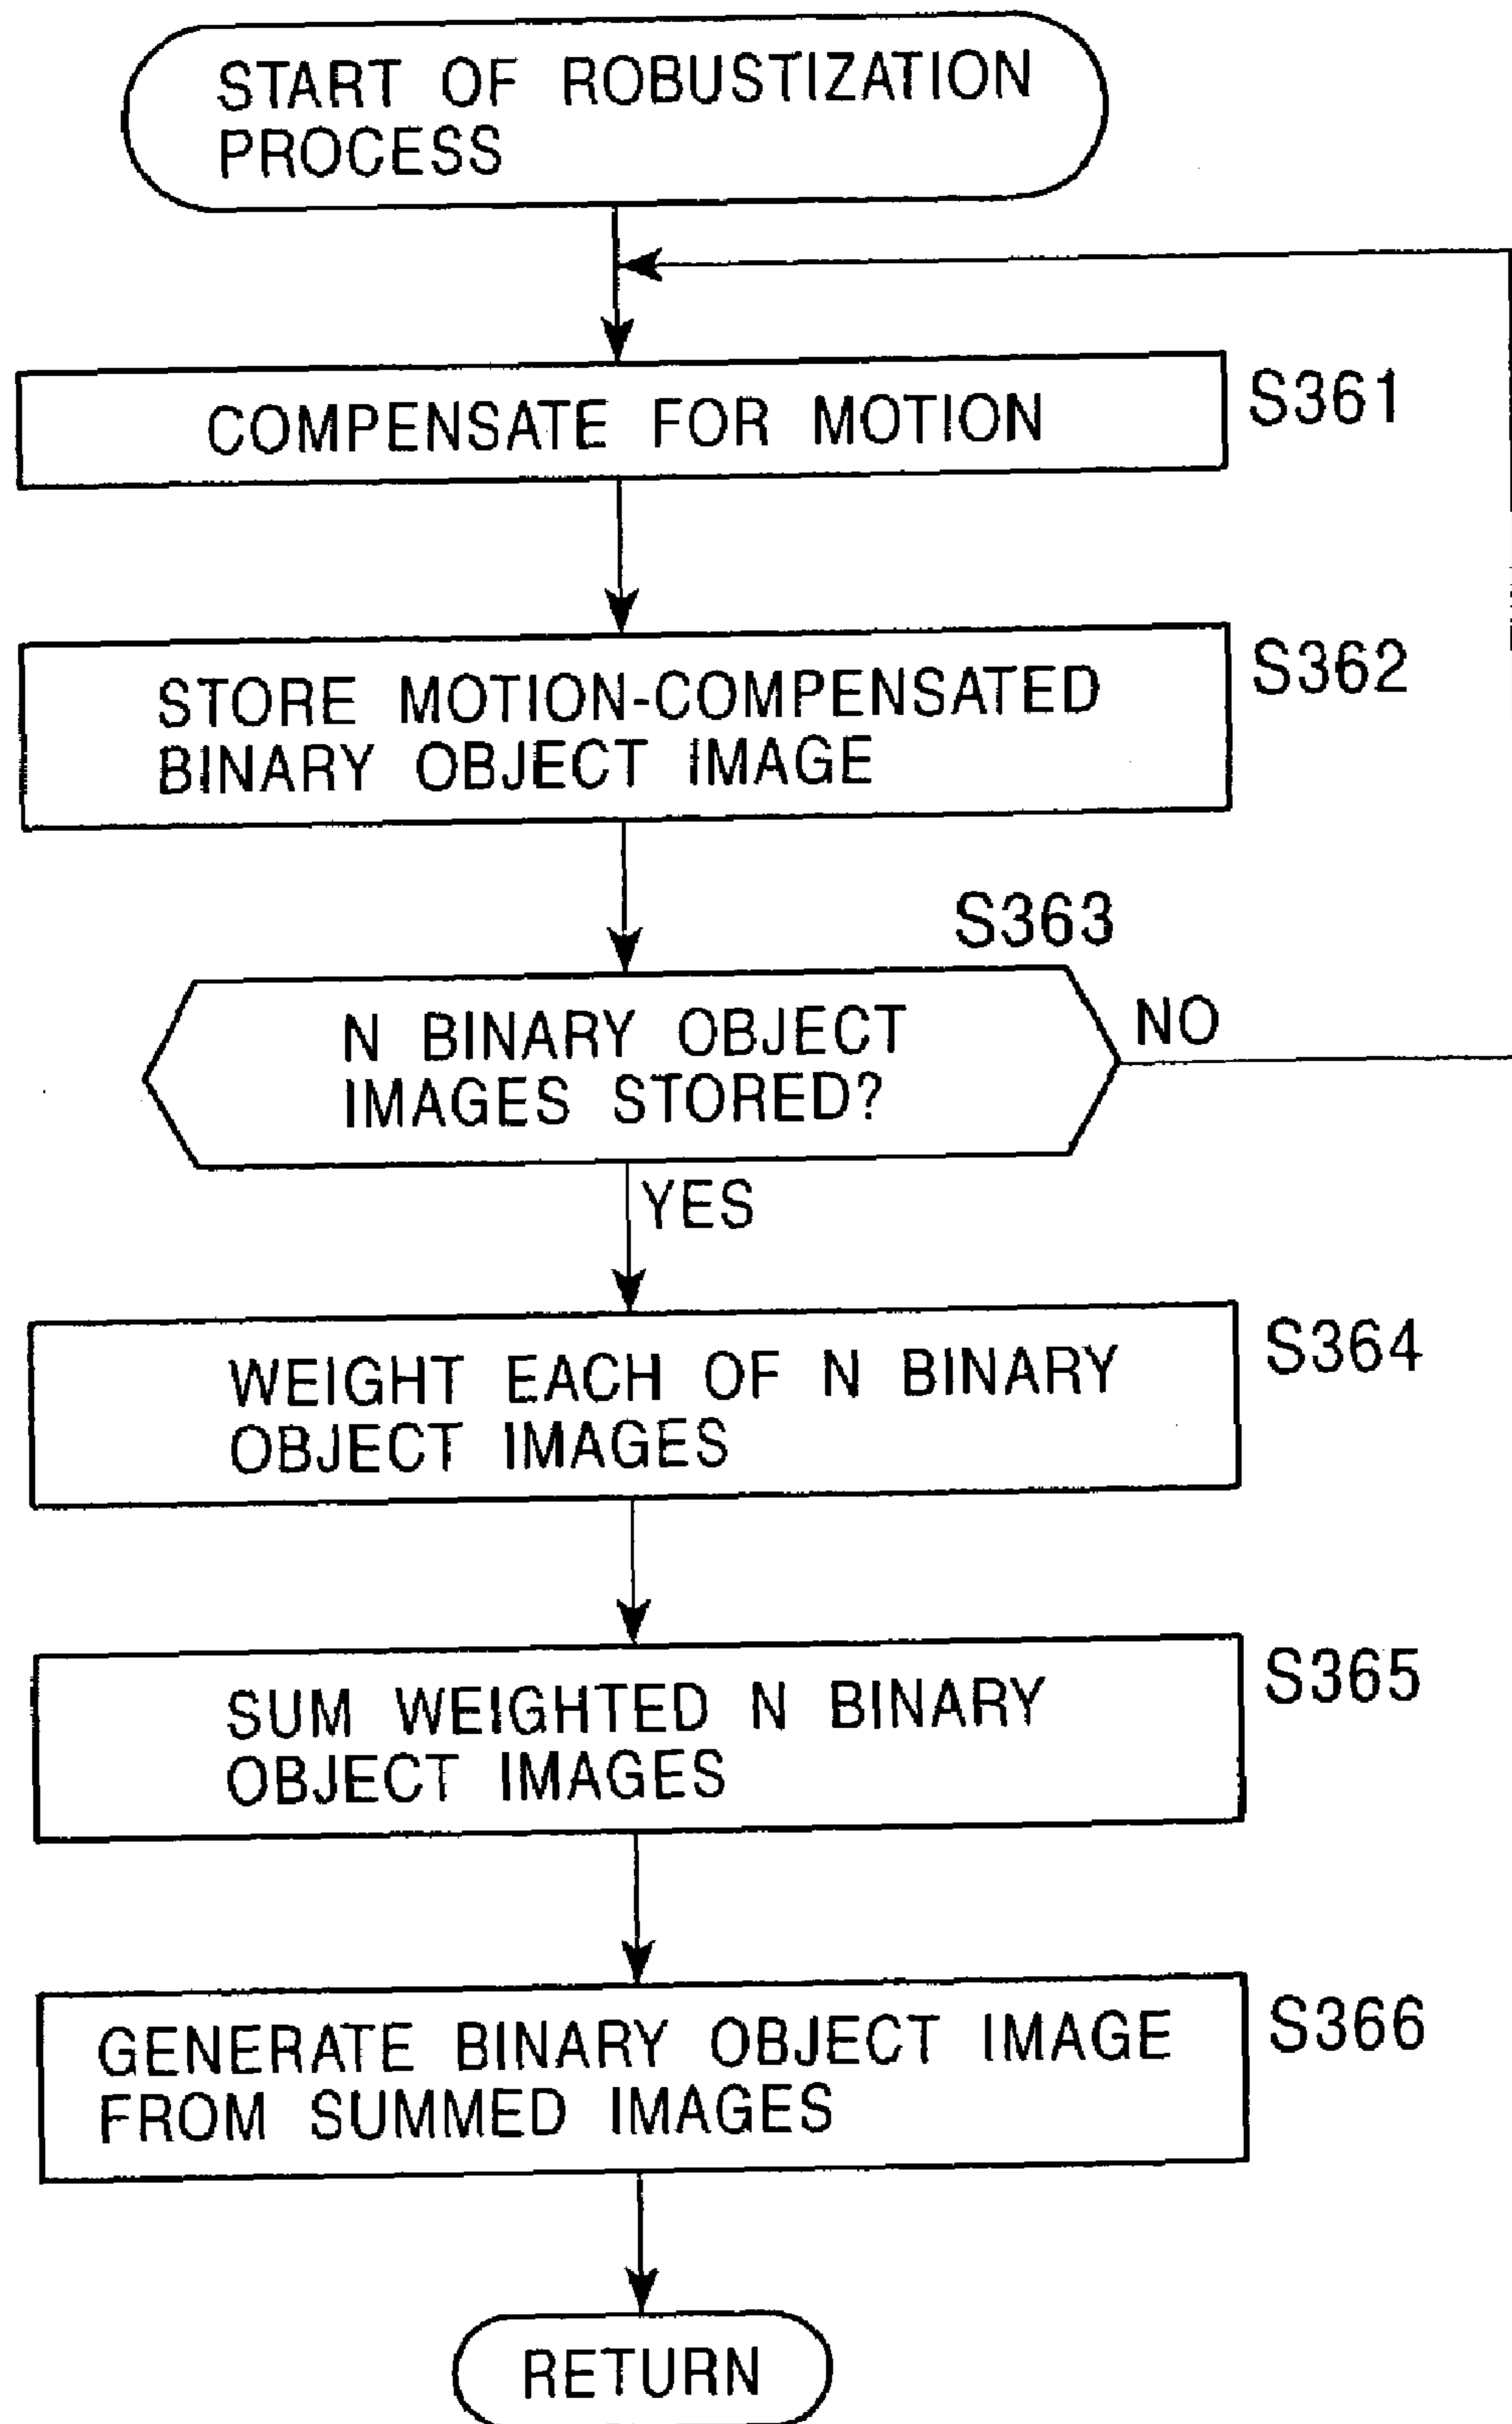 START OF ROBUSTIZATION
PROCESS
COMPENSATE FOR MOTION
S361
STORE MOTION-COMPENSATED
BINARY OBJECT IMAGE
S362
S363
N BINARY OBJECT
IMAGES STORED?
NO
YES
WEIGHT EACH OF N BINARY
OBJECT IMAGES
S364
SUM WEIGHTED N BINARY
OBJECT IMAGES
S365
GENERATE BINARY OBJECT IMAGE
FROM SUMMED IMAGES
S366
RETURN